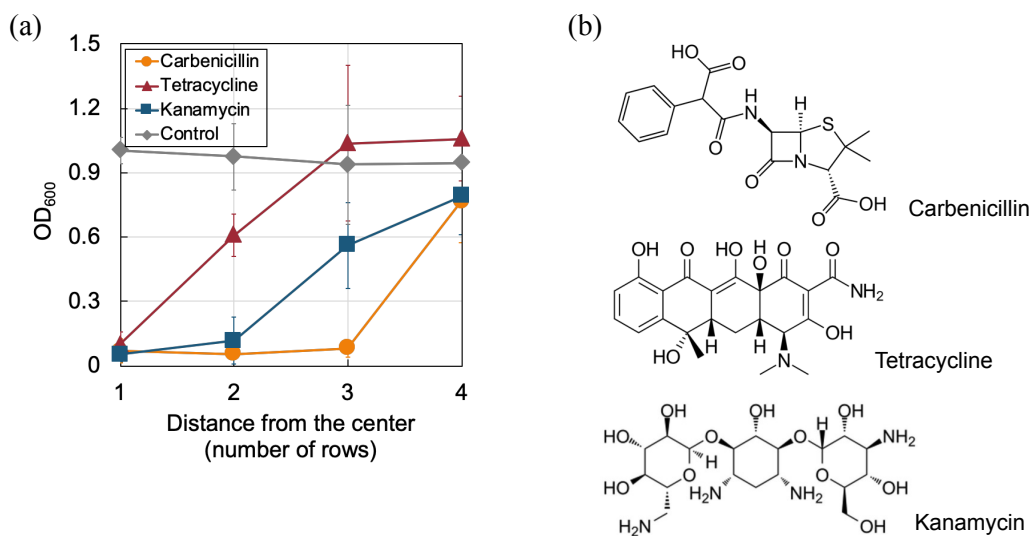 (a)
1.5
1.2
0.9
0.6
0.3
0
OD600
Carbenicillin
Tetracycline
Kanamycin
Control
1 2 3 4
Distance from the center
(number of rows)
(b)
HO
O
O
H
N
H
S
O
N
O
OH
Carbenicillin
OH
O
HO
H
O
O
O
NH2
OH
HO
H
H
N
Tetracycline
OH
HO
O
OH
O
H
OH
NH2
HO
H
O
O
HO
H2N
NH2
OH
H2N
OH
Kanamycin